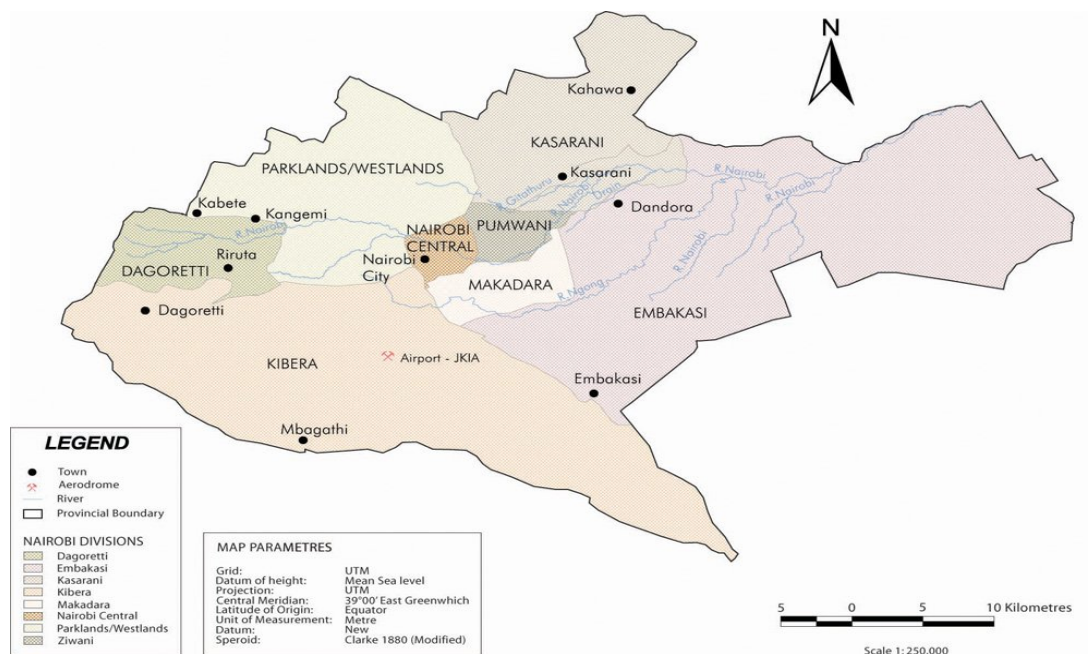 N
Kahawa
KASARANI
PARKLANDS/WESTLANDS
Kasarani
R.Gitathuru
R.Nairobi
Drain
R.Nairobi
R.Nairobi
Kabete
Kangemi
Dandora
R.Nairobi
NAIROBI
CENTRAL
PUMWANI
R.Nairobi
Riruta
DAGORETTI
Nairobi
City
MAKADARA
R.Ngong
Dagoretti
EMBAKASI
KIBERA
Airport - JKIA
Embakasi
Mbagathi
LEGEND
Town
Aerodrome
River
Provincial Boundary
NAIROBI DIVISIONS
Dagoretti
Embakasi
Kasarani
Kibera
Makadara
Nairobi Central
Parklands/Westlands
Ziwani
MAP PARAMETRES
Grid: UTM
Datum of height: Mean Sea level
Projection: UTM
Central Meridian: 39°00' East Greenwhich
Latitude of Origin: Equator
Unit of Measurement: Metre
Datum: New
Speroid: Clarke 1880 (Modified)
5 0 5 10 Kilometres
Scale 1: 250,000